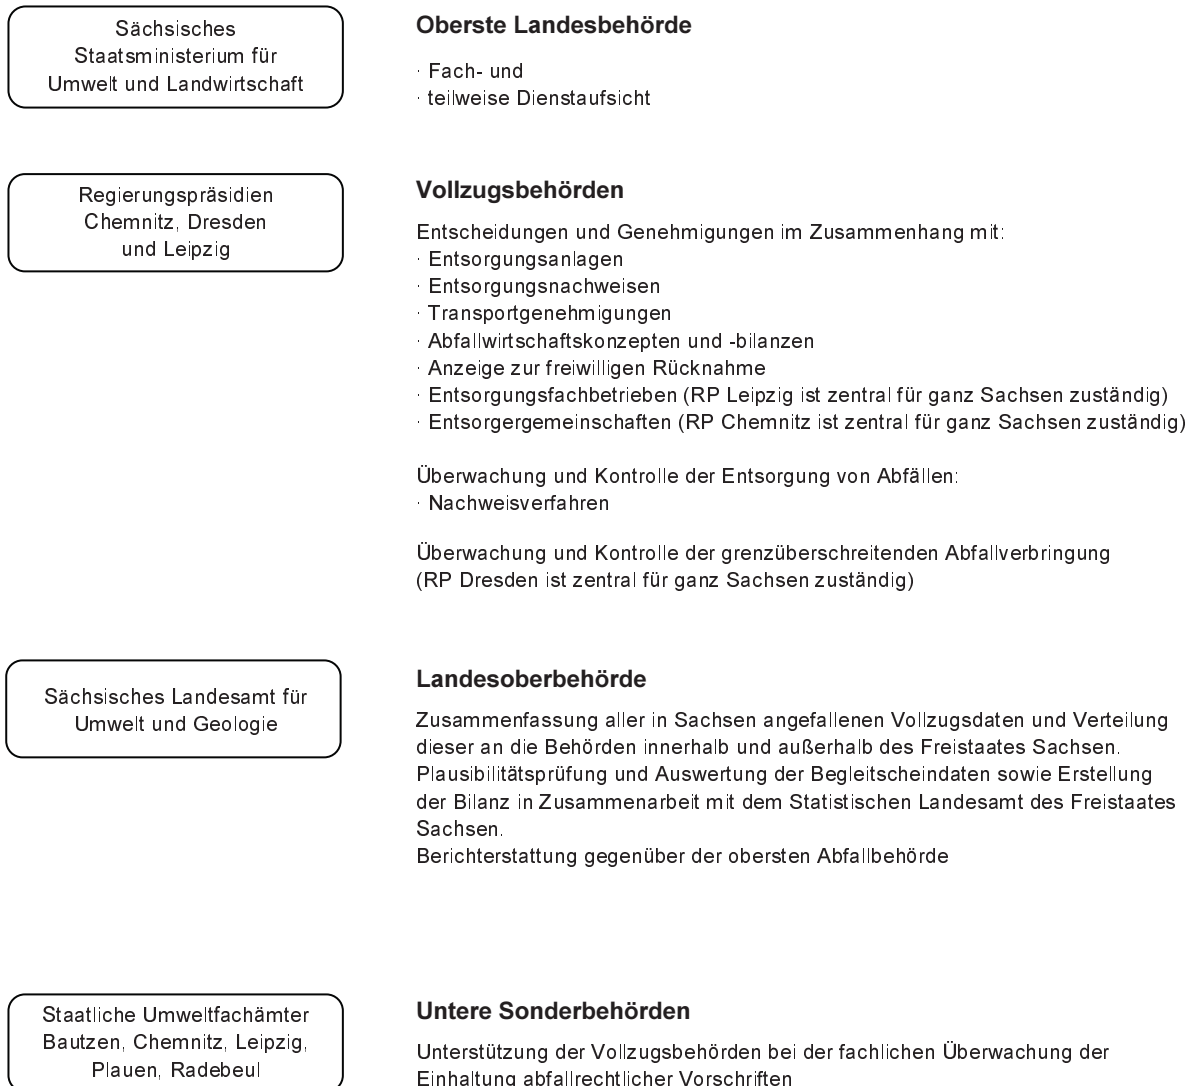 Sächsisches
Staatsministerium für
Umwelt und Landwirtschaft
Oberste Landesbehörde
· Fach- und
· teilweise Dienstaufsicht
Regierungspräsidien
Chemnitz, Dresden
und Leipzig
Vollzugsbehörden
Entscheidungen und Genehmigungen im Zusammenhang mit:
· Entsorgungsanlagen
· Entsorgungsnachweisen
· Transportgenehmigungen
· Abfallwirtschaftskonzepten und -bilanzen
· Anzeige zur freiwilligen Rücknahme
· Entsorgungsfachbetrieben (RP Leipzig ist zentral für ganz Sachsen zuständig)
· Entsorgergemeinschaften (RP Chemnitz ist zentral für ganz Sachsen zuständig)
Überwachung und Kontrolle der Entsorgung von Abfällen:
· Nachweisverfahren
Überwachung und Kontrolle der grenzüberschreitenden Abfallverbringung
(RP Dresden ist zentral für ganz Sachsen zuständig)
Sächsisches Landesamt für
Umwelt und Geologie
Landesoberbehörde
Zusammenfassung aller in Sachsen angefallenen Vollzugsdaten und Verteilung
dieser an die Behörden innerhalb und außerhalb des Freistaates Sachsen.
Plausibilitätsprüfung und Auswertung der Begleitscheindaten sowie Erstellung
der Bilanz in Zusammenarbeit mit dem Statistischen Landesamt des Freistaates
Sachsen.
Berichterstattung gegenüber der obersten Abfallbehörde
Staatliche Umweltfachämter
Bautzen, Chemnitz, Leipzig,
Plauen, Radebeul
Untere Sonderbehörden
Unterstützung der Vollzugsbehörden bei der fachlichen Überwachung der
Einhaltung abfallrechtlicher Vorschriften